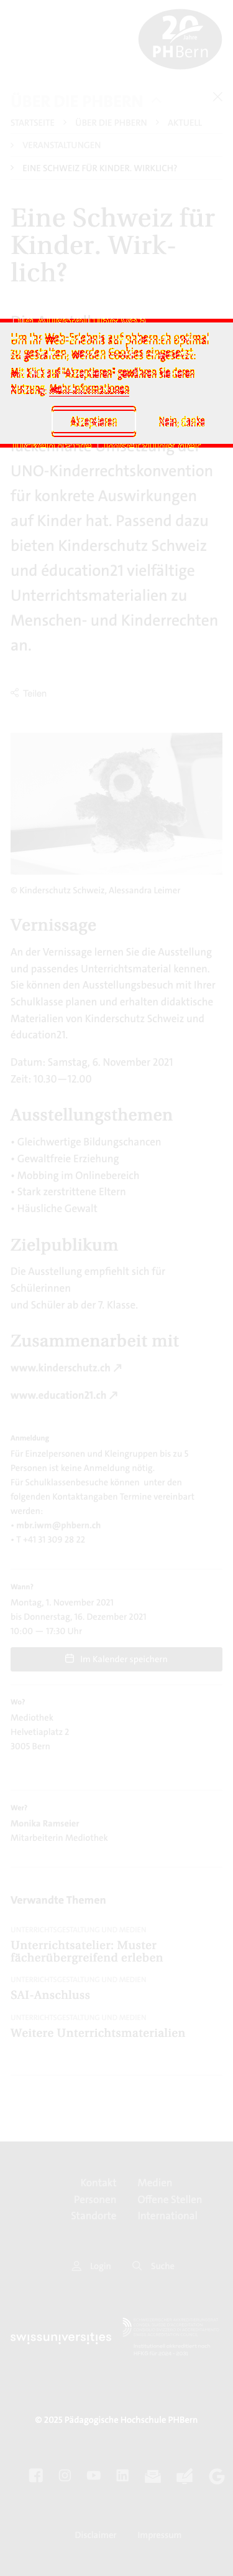 20 Jahre
PHBern
ÜBER DIE PHBERN
STARTSEITE › ÜBER DIE PHBERN › AKTUELL
› VERANSTALTUNGEN
› EINE SCHWEIZ FÜR KINDER. WIRKLICH?
Eine Schweiz für
Kinder. Wirk-
lich?
Um Ihr Web-Erlebnis auf phbern.ch optimal
zu gestalten, werden Cookies eingesetzt.
Mit Klick auf "Akzeptieren" gewähren Sie deren
Nutzung. Mehr Informationen
Akzeptieren
Nein danke
lückenhafte Umsetzung der
UNO-Kinderrechtskonvention
für konkrete Auswirkungen
auf Kinder hat. Passend dazu
bieten Kinderschutz Schweiz
und éducation21 vielfältige
Unterrichtsmaterialien zu
Menschen- und Kinderrechten
an.
Teilen
© Kinderschutz Schweiz, Alessandra Leimer
Vernissage
An der Vernissage lernen Sie die Ausstellung
und passendes Unterrichtsmaterial kennen.
Sie können den Ausstellungsbesuch mit Ihrer
Schulklasse planen und erhalten didaktische
Materialien von Kinderschutz Schweiz und
éducation21.
Datum: Samstag, 6. November 2021
Zeit: 10.30—12.00
Ausstellungsthemen
• Gleichwertige Bildungschancen
• Gewaltfreie Erziehung
• Mobbing im Onlinebereich
• Stark zerstrittene Eltern
• Häusliche Gewalt
Zielpublikum
Die Ausstellung empfiehlt sich für
Schülerinnen
und Schüler ab der 7. Klasse.
Zusammenarbeit mit
www.kinderschutz.ch ↗
www.education21.ch ↗
Anmeldung
Für Einzelpersonen und Kleingruppen bis zu 5
Personen ist keine Anmeldung nötig.
Für Schulklassenbesuche können unter den
folgenden Kontaktangaben Termine vereinbart
werden:
• mbr.iwm@phbern.ch
• T +41 31 309 28 22
Wann?
Montag, 1. November 2021
bis Donnerstag, 16. Dezember 2021
10.00 — 17.30 Uhr
Im Kalender speichern
Wo?
Mediothek
Helvetiaplatz 2
3005 Bern
Wer?
Monika Ramseier
Mitarbeiterin Mediothek
Verwandte Themen
Unterrichtsatelier: Muster
fächerübergreifend erleben
SAI-Anschluss
Weitere Unterrichtsmaterialien
Kontakt
Medien
Personen
Offene Stellen
Standorte
International
Login
Suche
swissuniversities
© 2025 Pädagogische Hochschule PHBern
Disclaimer
Impressum